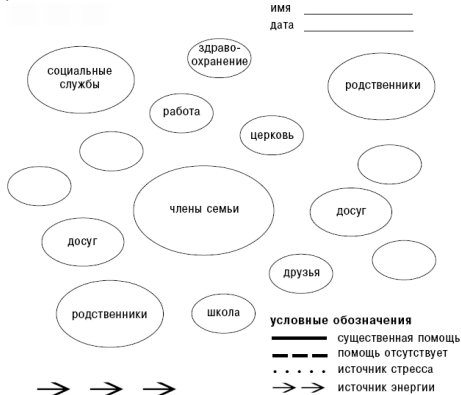 имя
дата
здраво-
охранение
социальные
службы
родственники
работа
церковь
члены семьи
досуг
досуг
друзья
родственники
школа
условные обозначения
существенная помощь
помощь отсутствует
источник стресса
источник энергии